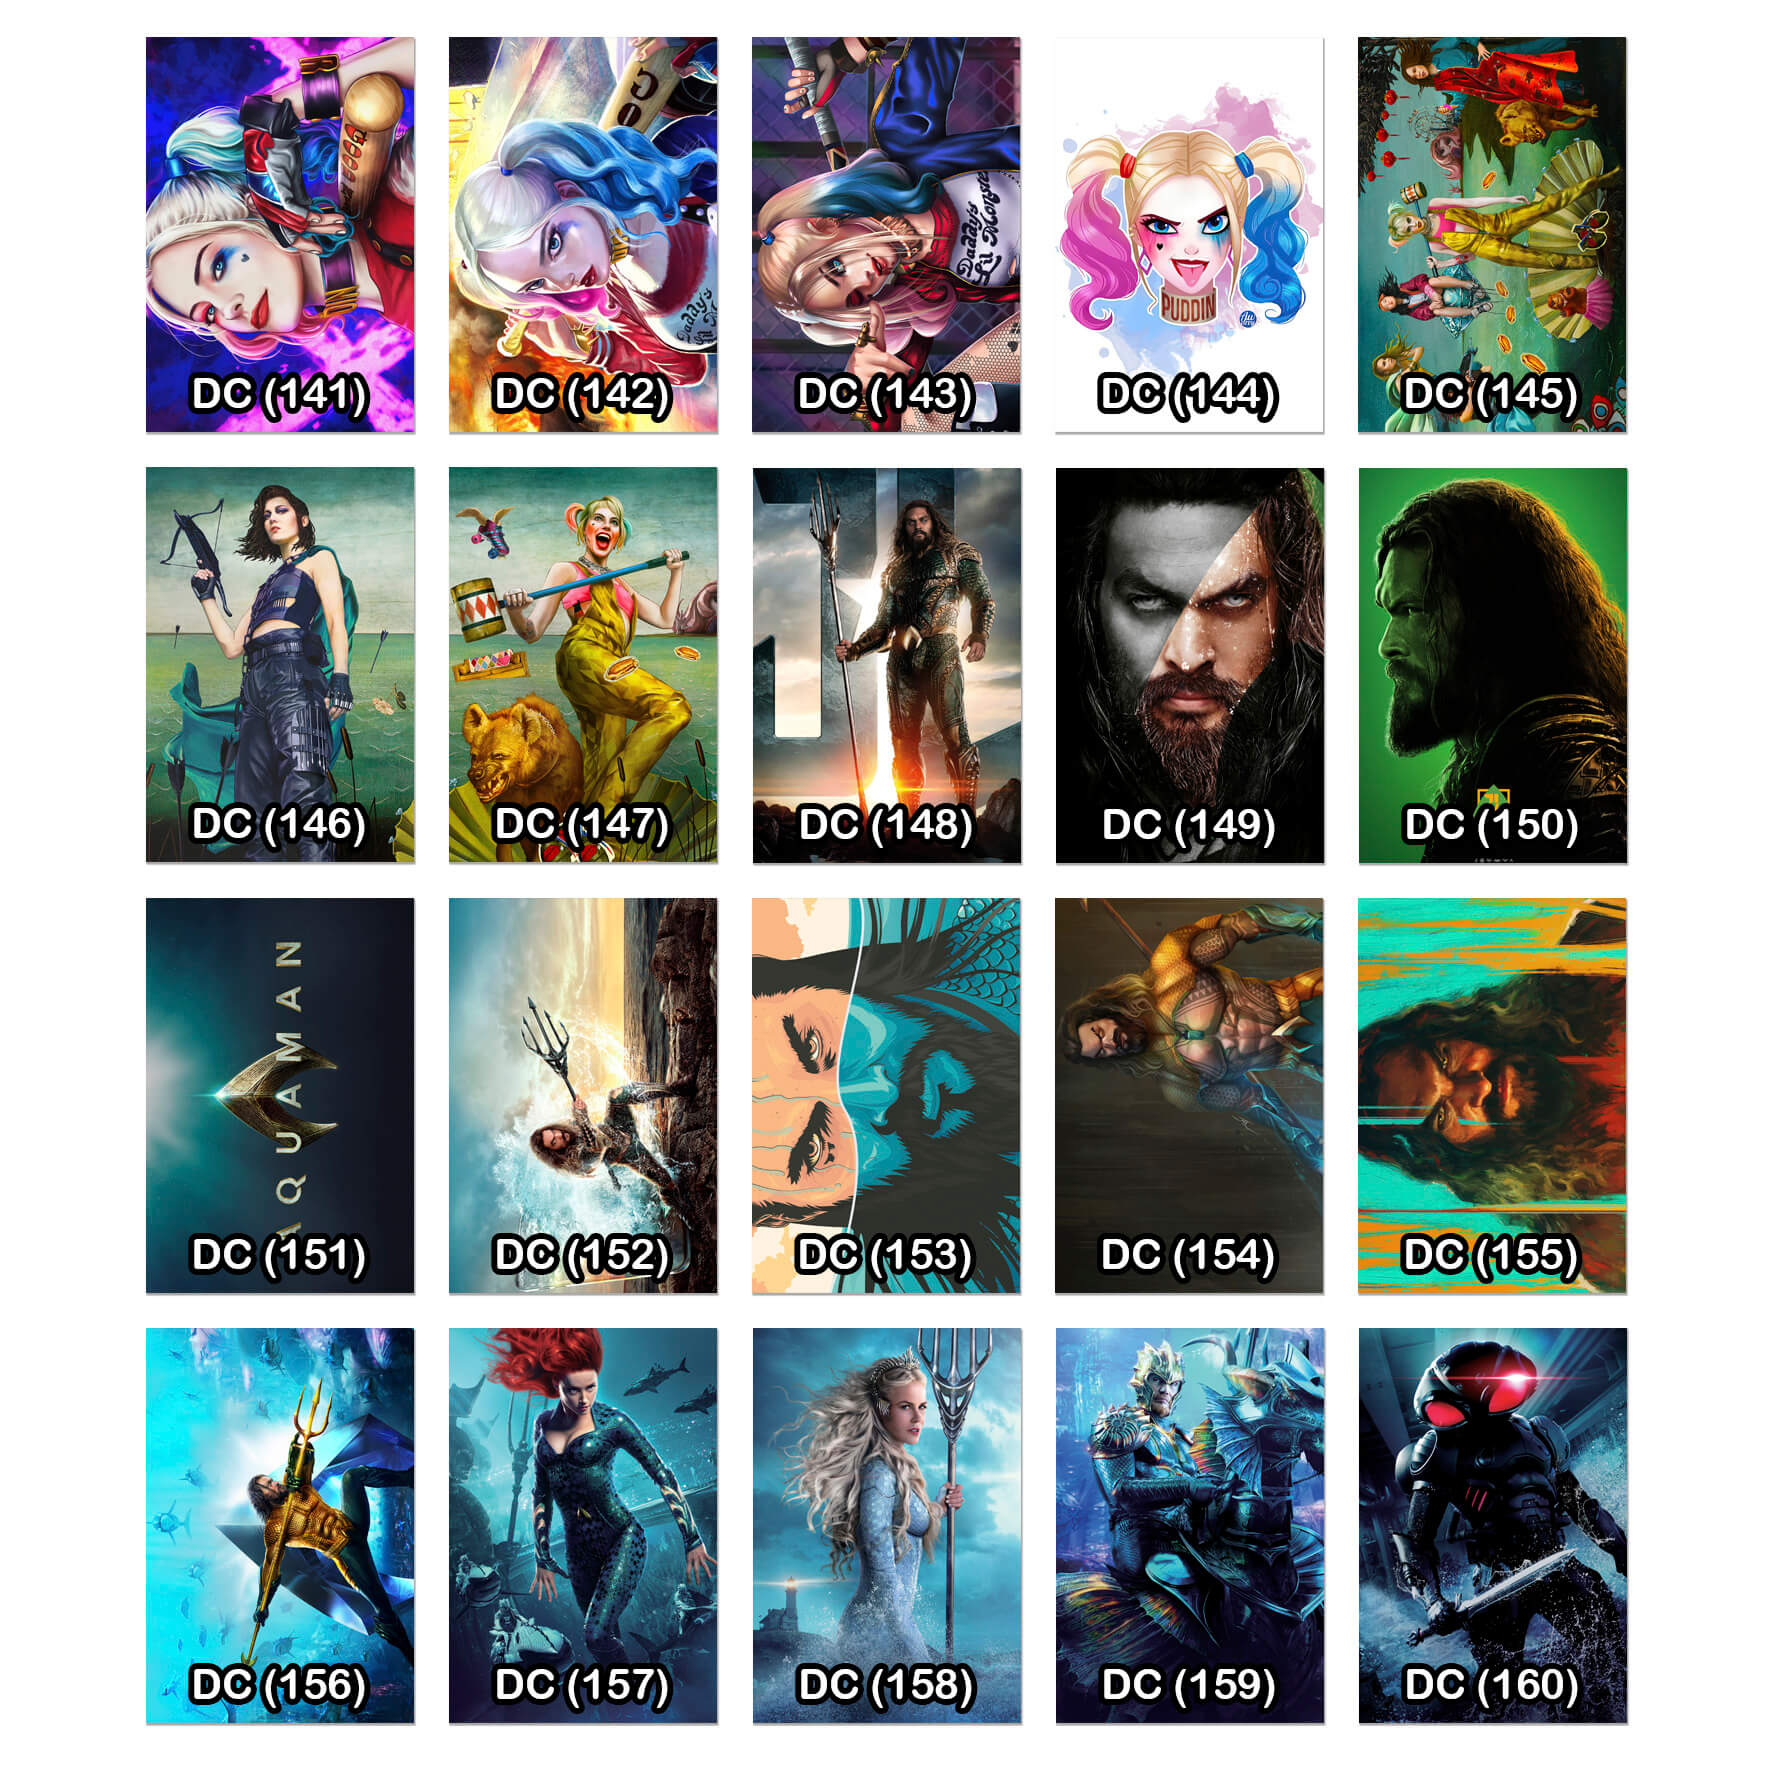 DC (141)
DC (142)
Daddy's
DC (143)
Daddy's
Lil Monster
PUDDIN
DC (144)
DC (145)
DC (146)
DC (147)
DC (148)
DC (149)
DC (150)
AQUAMAN
DC (151)
DC (152)
DC (153)
DC (154)
DC (155)
DC (156)
DC (157)
DC (158)
DC (159)
DC (160)